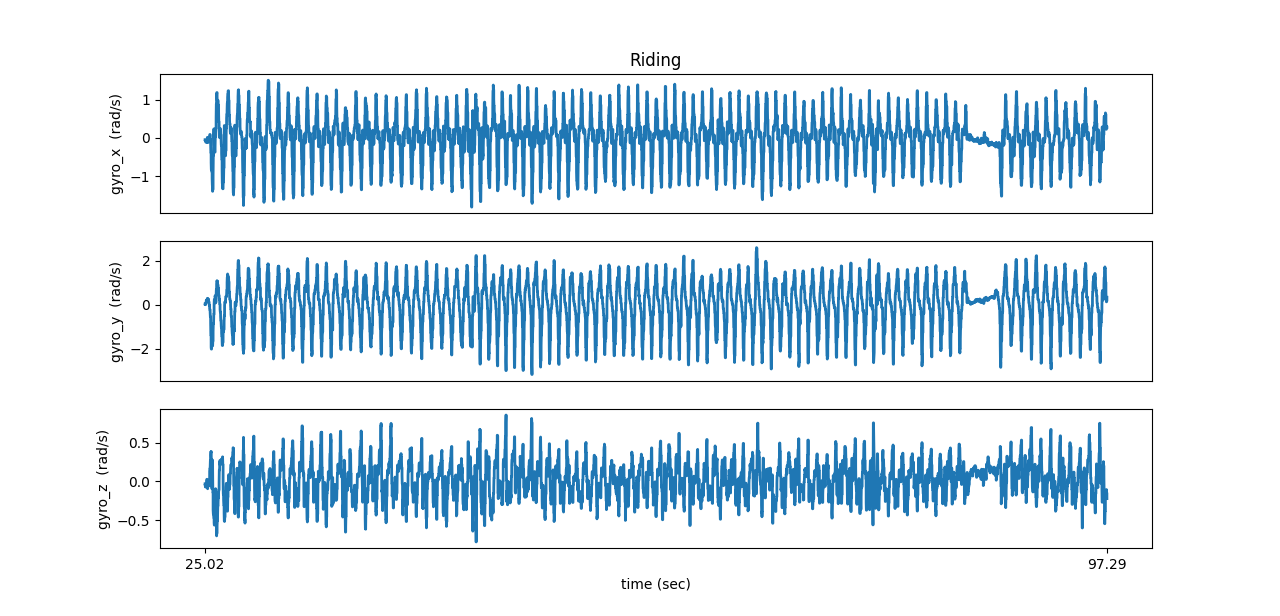 Riding
gyro_x (rad/s)
1
0
−1
gyro_y (rad/s)
2
0
−2
gyro_z (rad/s)
0.5
0.0
−0.5
25.02
97.29
time (sec)